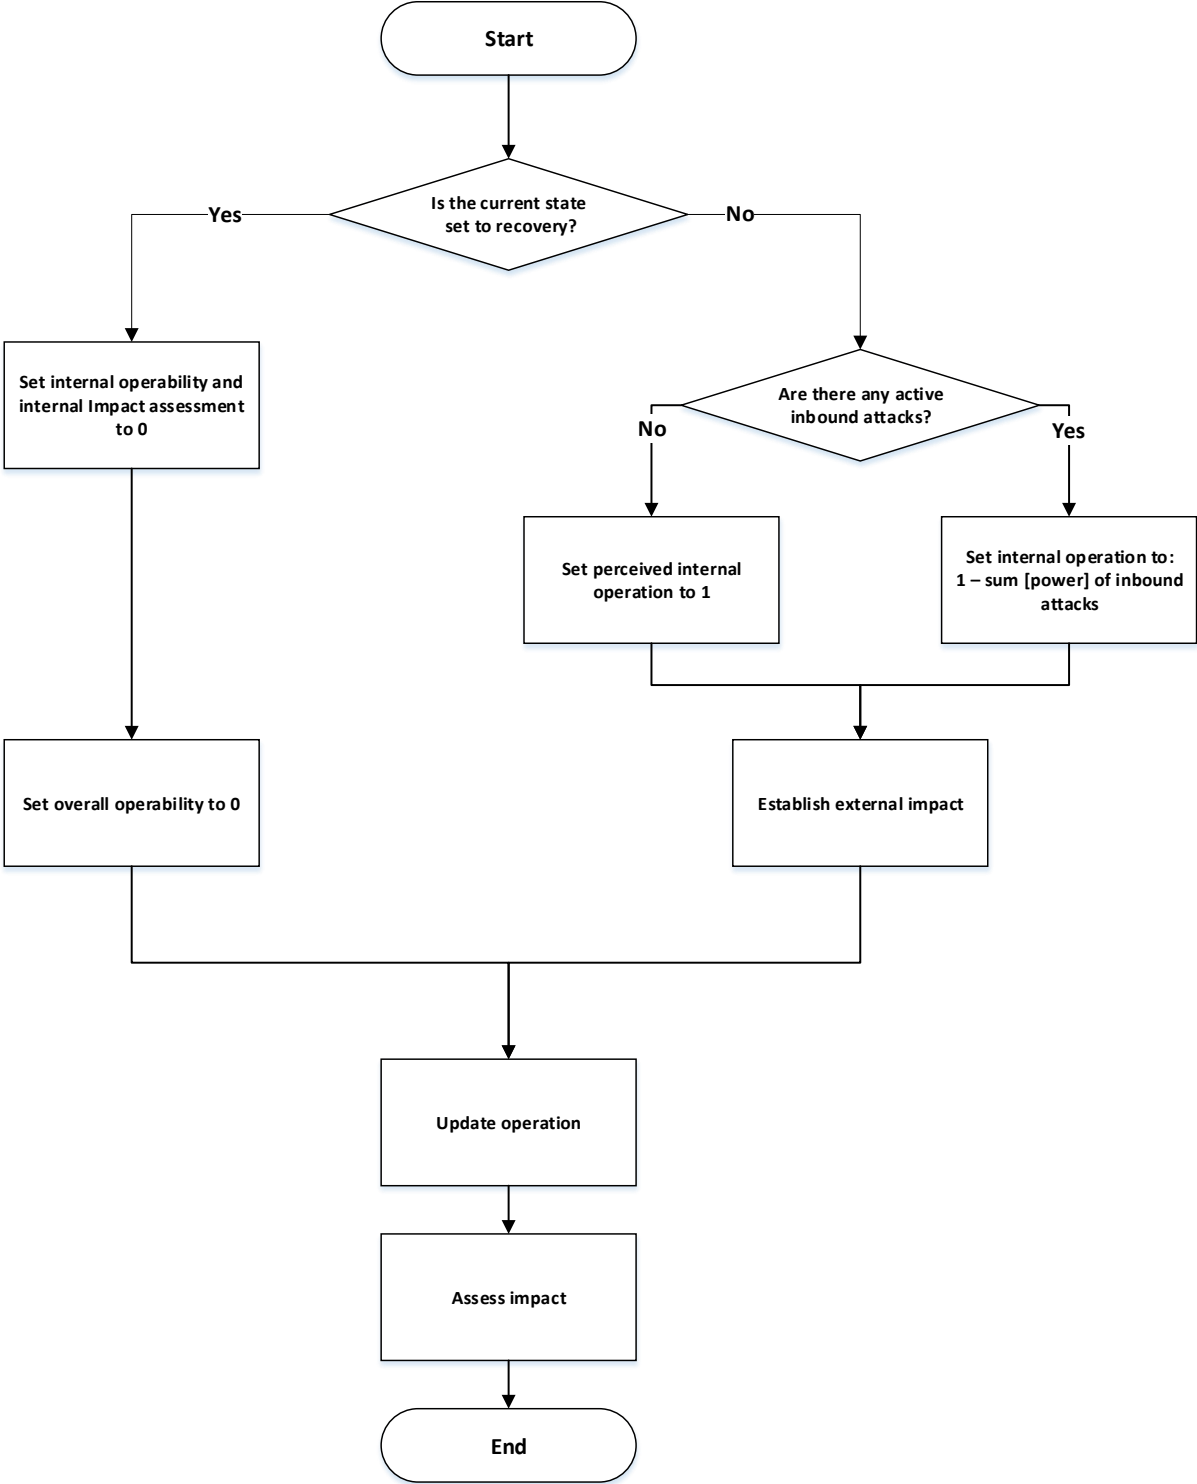 Start
Is the current state
set to recovery?
Yes
No
Set internal operability and
internal Impact assessment
to 0
Are there any active
inbound attacks?
No
Yes
Set perceived internal
operation to 1
Set internal operation to:
1 – sum [power] of inbound
attacks
Set overall operability to 0
Establish external impact
Update operation
Assess impact
End